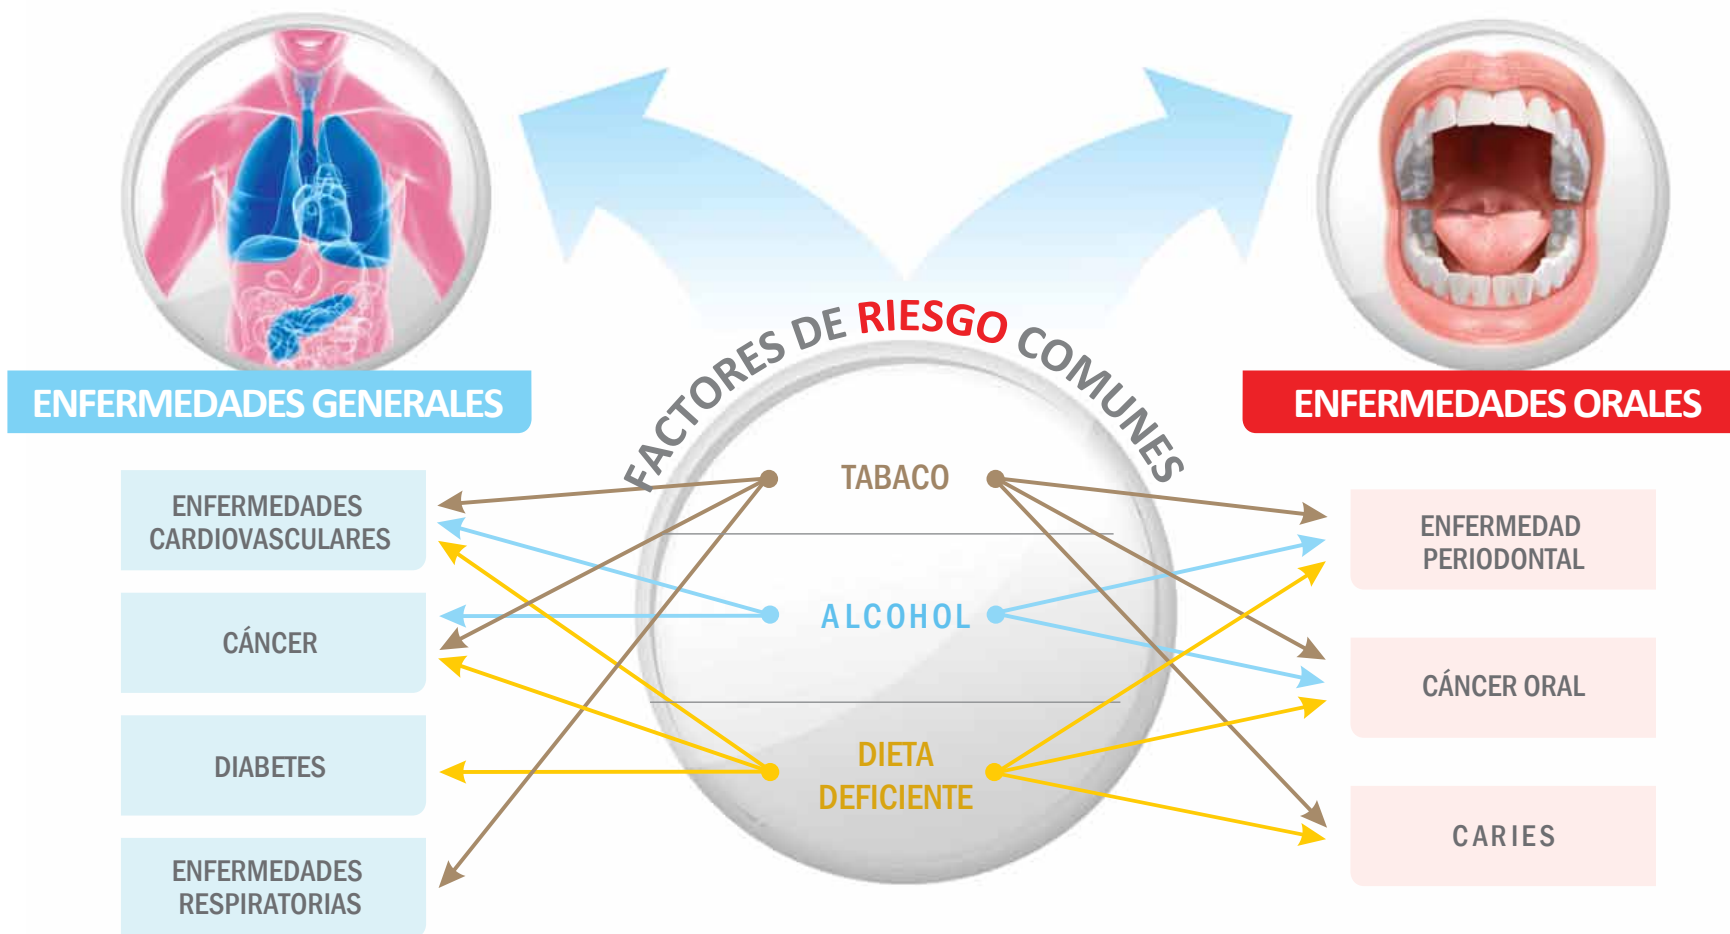 FACTORES DE RIESGO COMUNES
ENFERMEDADES GENERALES
ENFERMEDADES
CARDIOVASCULARES
CÁNCER
DIABETES
ENFERMEDADES
RESPIRATORIAS
TABACO
ALCOHOL
DIETA
DEFICIENTE
ENFERMEDADES ORALES
ENFERMEDAD
PERIODONTAL
CÁNCER ORAL
CARIES